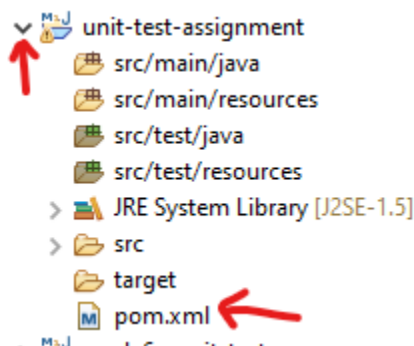 unit-test-assignment
src/main/java
src/main/resources
src/test/java
src/test/resources
JRE System Library [J2SE-1.5]
src
target
pom.xml